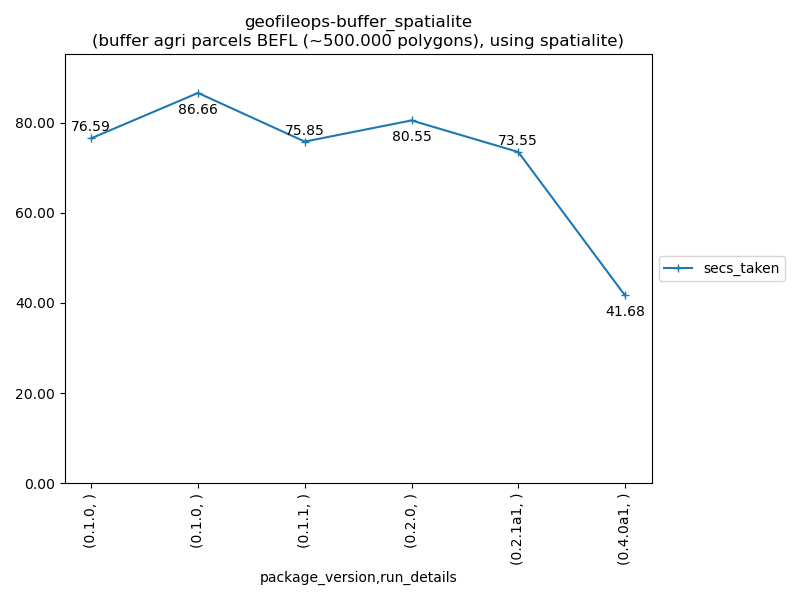 geofileops-buffer_spatialite
(buffer agri parcels BEFL (~500.000 polygons), using spatialite)
80.00
60.00
40.00
20.00
0.00
76.59
86.66
75.85
80.55
73.55
41.68
secs_taken
(0.1.0, )
(0.1.0, )
(0.1.1, )
(0.2.0, )
(0.2.1a1, )
(0.4.0a1, )
package_version,run_details